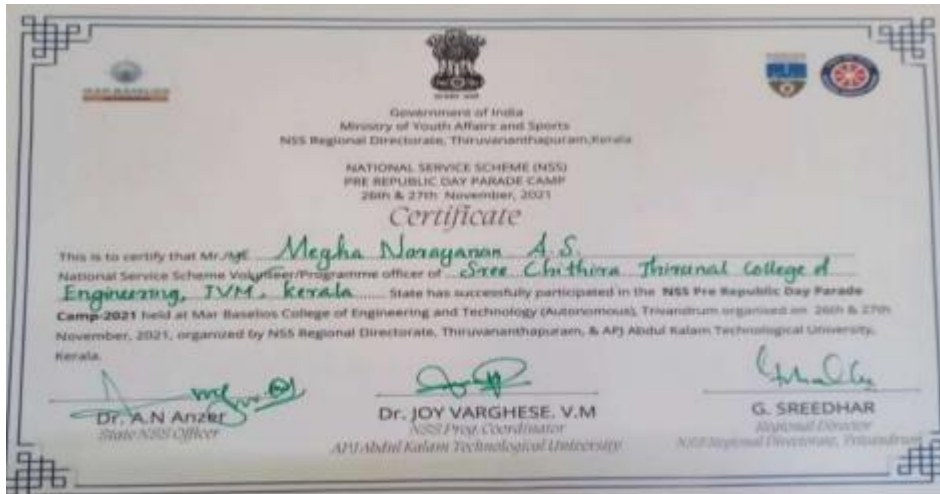 MAR BASELIOS
Government of India
Ministry of Youth Affairs and Sports
NSS Regional Directorate, Thiruvananthapuram,Kerala
NATIONAL SERVICE SCHEME (NSS)
PRE REPUBLIC DAY PARADE CAMP
26th & 27th November, 2021
Certificate
This is to certify that Mr./Ms. Megha Narayanan A.S.
National Service Scheme Volunteer/Programme officer of Sree Chithira Thirunal College of
Engineering, TVM, Kerala State has successfully participated in the NSS Pre Republic Day Parade
Camp-2021 held at Mar Baselios College of Engineering and Technology (Autonomous), Trivandrum organised on 26th & 27th
November, 2021, organized by NSS Regional Directorate, Thiruvananthapuram, & APJ Abdul Kalam Technological University,
Kerala.
Dr. A.N Anzer
State NSS Officer
Dr. JOY VARGHESE. V.M
NSS Prog. Coordinator
APJ Abdul Kalam Technological University
G. SREEDHAR
Regional Director
NSS Regional Directorate, Trivandrum